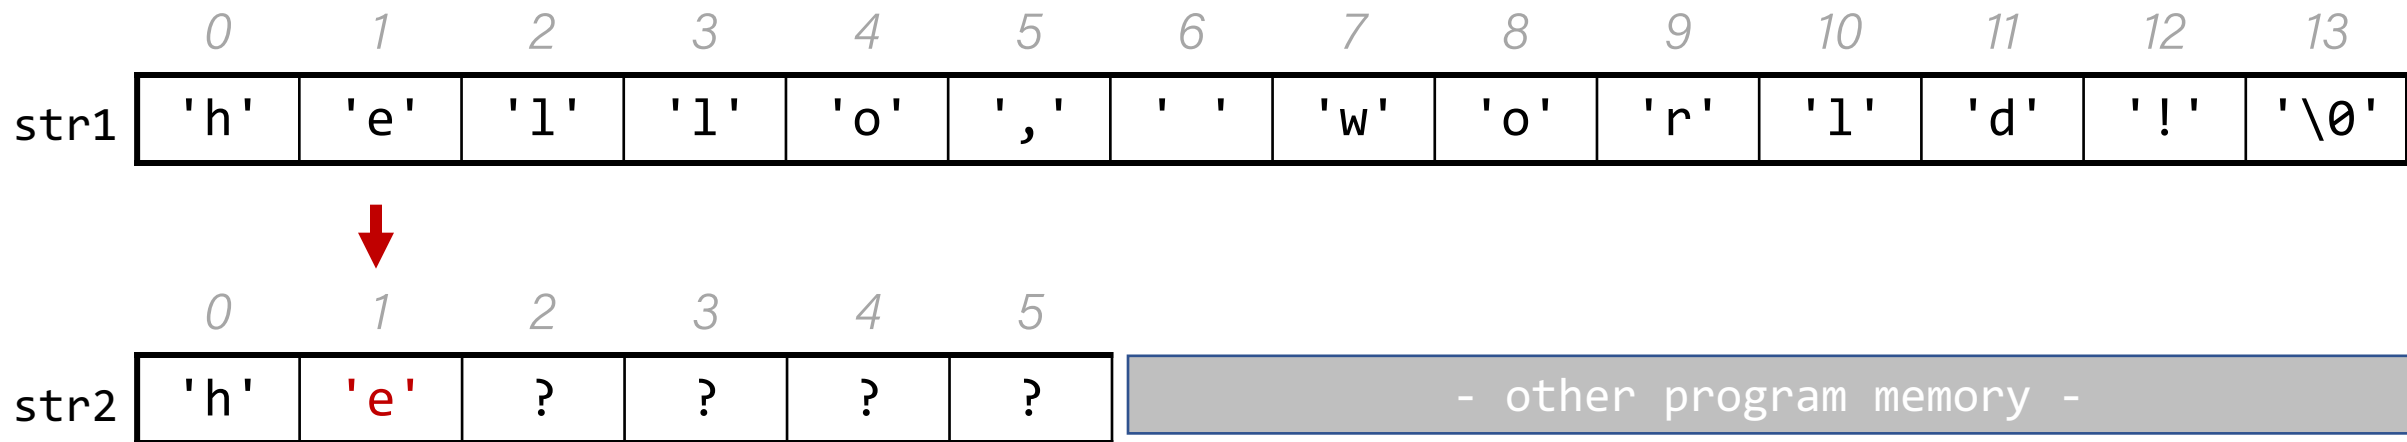 0 1 2 3 4 5 6 7 8 9 10 11 12 13
str1 'h' 'e' 'l' 'l' 'o' ',' ' ' 'w' 'o' 'r' 'l' 'd' '!' '\0'
0 1 2 3 4 5
str2 'h' 'e' ? ? ? ? - other program memory -